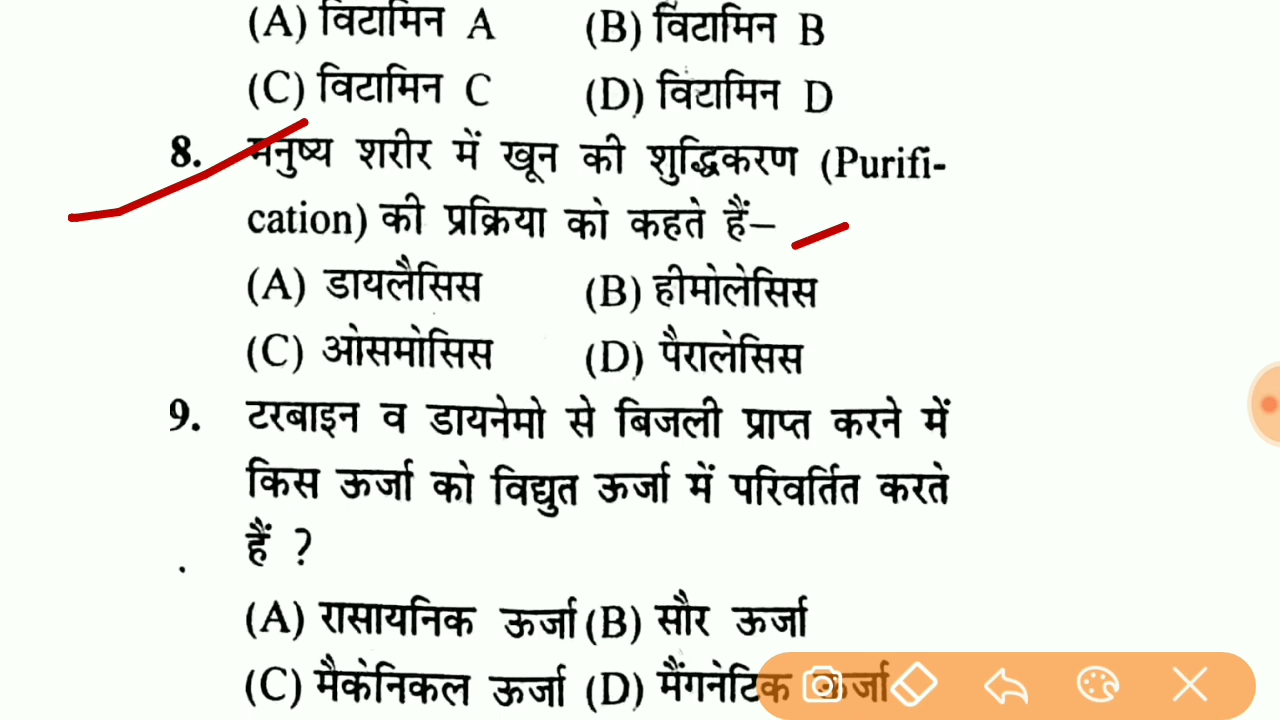 (A) विटामिन A (B) विटामिन B
(C) विटामिन C (D) विटामिन D
8. मनुष्य शरीर में खून की शुद्धिकरण (Purifi-
cation) की प्रक्रिया को कहते हैं–
(A) डायलैसिस (B) हीमोलेसिस
(C) ओसमोसिस (D) पैरालेसिस
9. टरबाइन व डायनेमो से बिजली प्राप्त करने में
किस ऊर्जा को विद्युत ऊर्जा में परिवर्तित करते
हैं ?
(A) रासायनिक ऊर्जा (B) सौर ऊर्जा
(C) मैकेनिकल ऊर्जा (D) मैंगनेटिक ऊर्जा